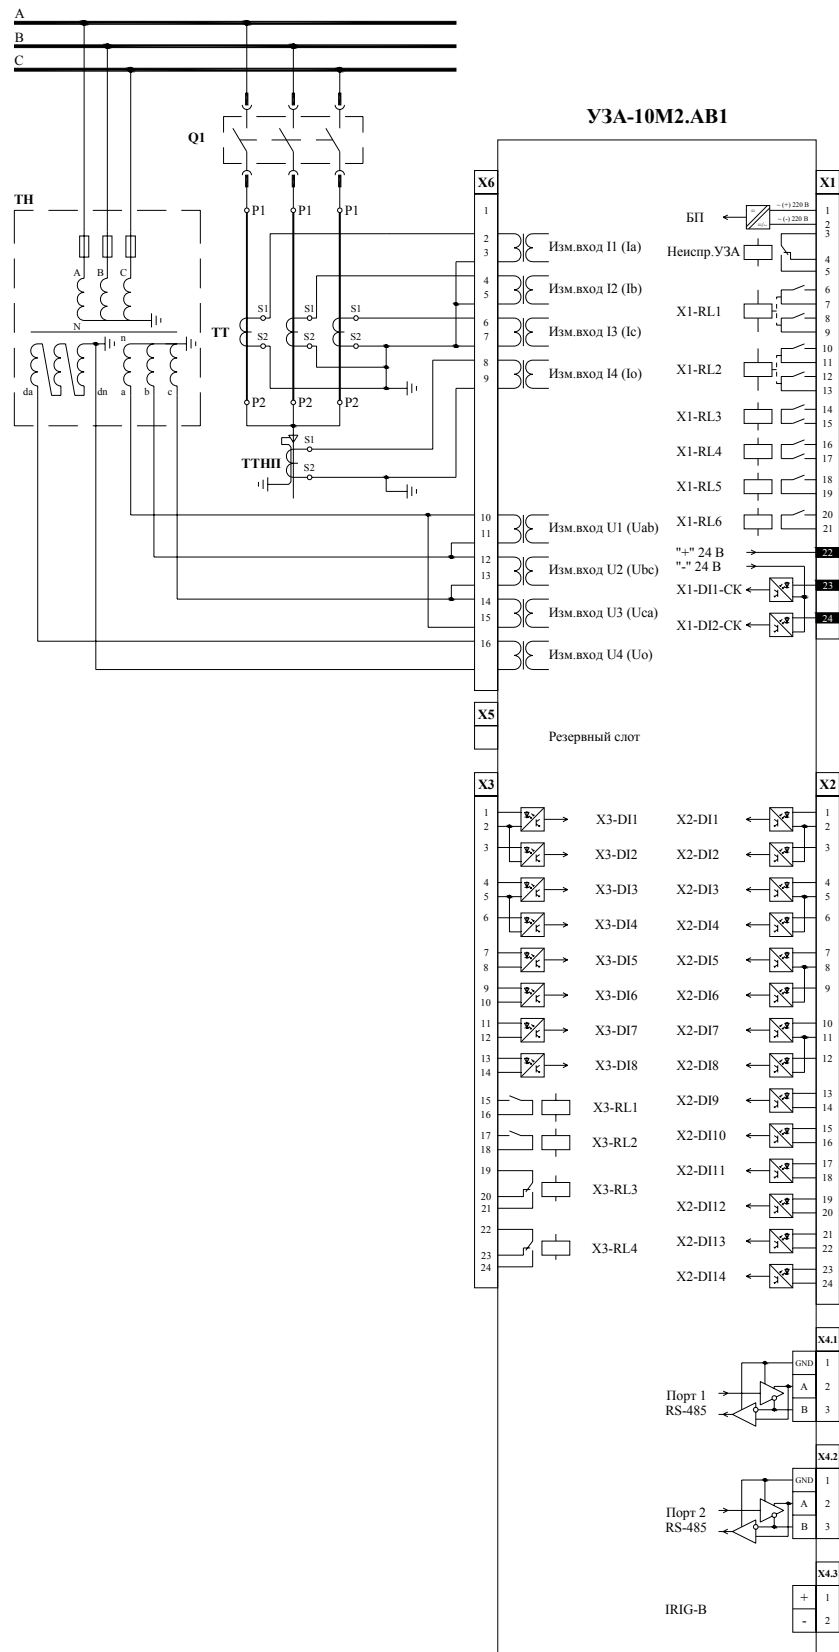 A
B
C
УЗА-10М2.АВ1
Q1
P1
P1
P1
ТН
A
B
C
N
n
da
dn
a
b
c
ТТ
S1
S1
S1
S2
S2
S2
P2
P2
P2
ТТНП
S1
S2
X6
1
2
3
Изм.вход I1 (Ia)
4
5
Изм.вход I2 (Ib)
6
7
Изм.вход I3 (Ic)
8
9
Изм.вход I4 (Io)
10
11
Изм.вход U1 (Uab)
12
13
Изм.вход U2 (Ubc)
14
15
Изм.вход U3 (Uca)
16
Изм.вход U4 (Uo)
X5
Резервный слот
X1
БП
~ (+) 220 В
~ (-) 220 В
1
2
Неиспр.УЗА
3
4
5
X1-RL1
6
7
8
9
X1-RL2
10
11
12
13
X1-RL3
14
15
X1-RL4
16
17
X1-RL5
18
19
X1-RL6
20
21
"+" 24 В
22
"-" 24 В
X1-DI1-СК
23
X1-DI2-СК
24
X3
1
2
X3-DI1
3
X3-DI2
4
5
X3-DI3
6
X3-DI4
7
8
X3-DI5
9
10
X3-DI6
11
12
X3-DI7
13
14
X3-DI8
15
16
X3-RL1
17
18
X3-RL2
19
20
21
X3-RL3
22
23
24
X3-RL4
X2
X2-DI1
1
2
X2-DI2
3
X2-DI3
4
5
X2-DI4
6
X2-DI5
7
8
X2-DI6
9
X2-DI7
10
11
X2-DI8
12
X2-DI9
13
14
X2-DI10
15
16
X2-DI11
17
18
X2-DI12
19
20
X2-DI13
21
22
X2-DI14
23
24
X4.1
GND 1
A 2
B 3
Порт 1
RS-485
X4.2
GND 1
A 2
B 3
Порт 2
RS-485
X4.3
+ 1
- 2
IRIG-B